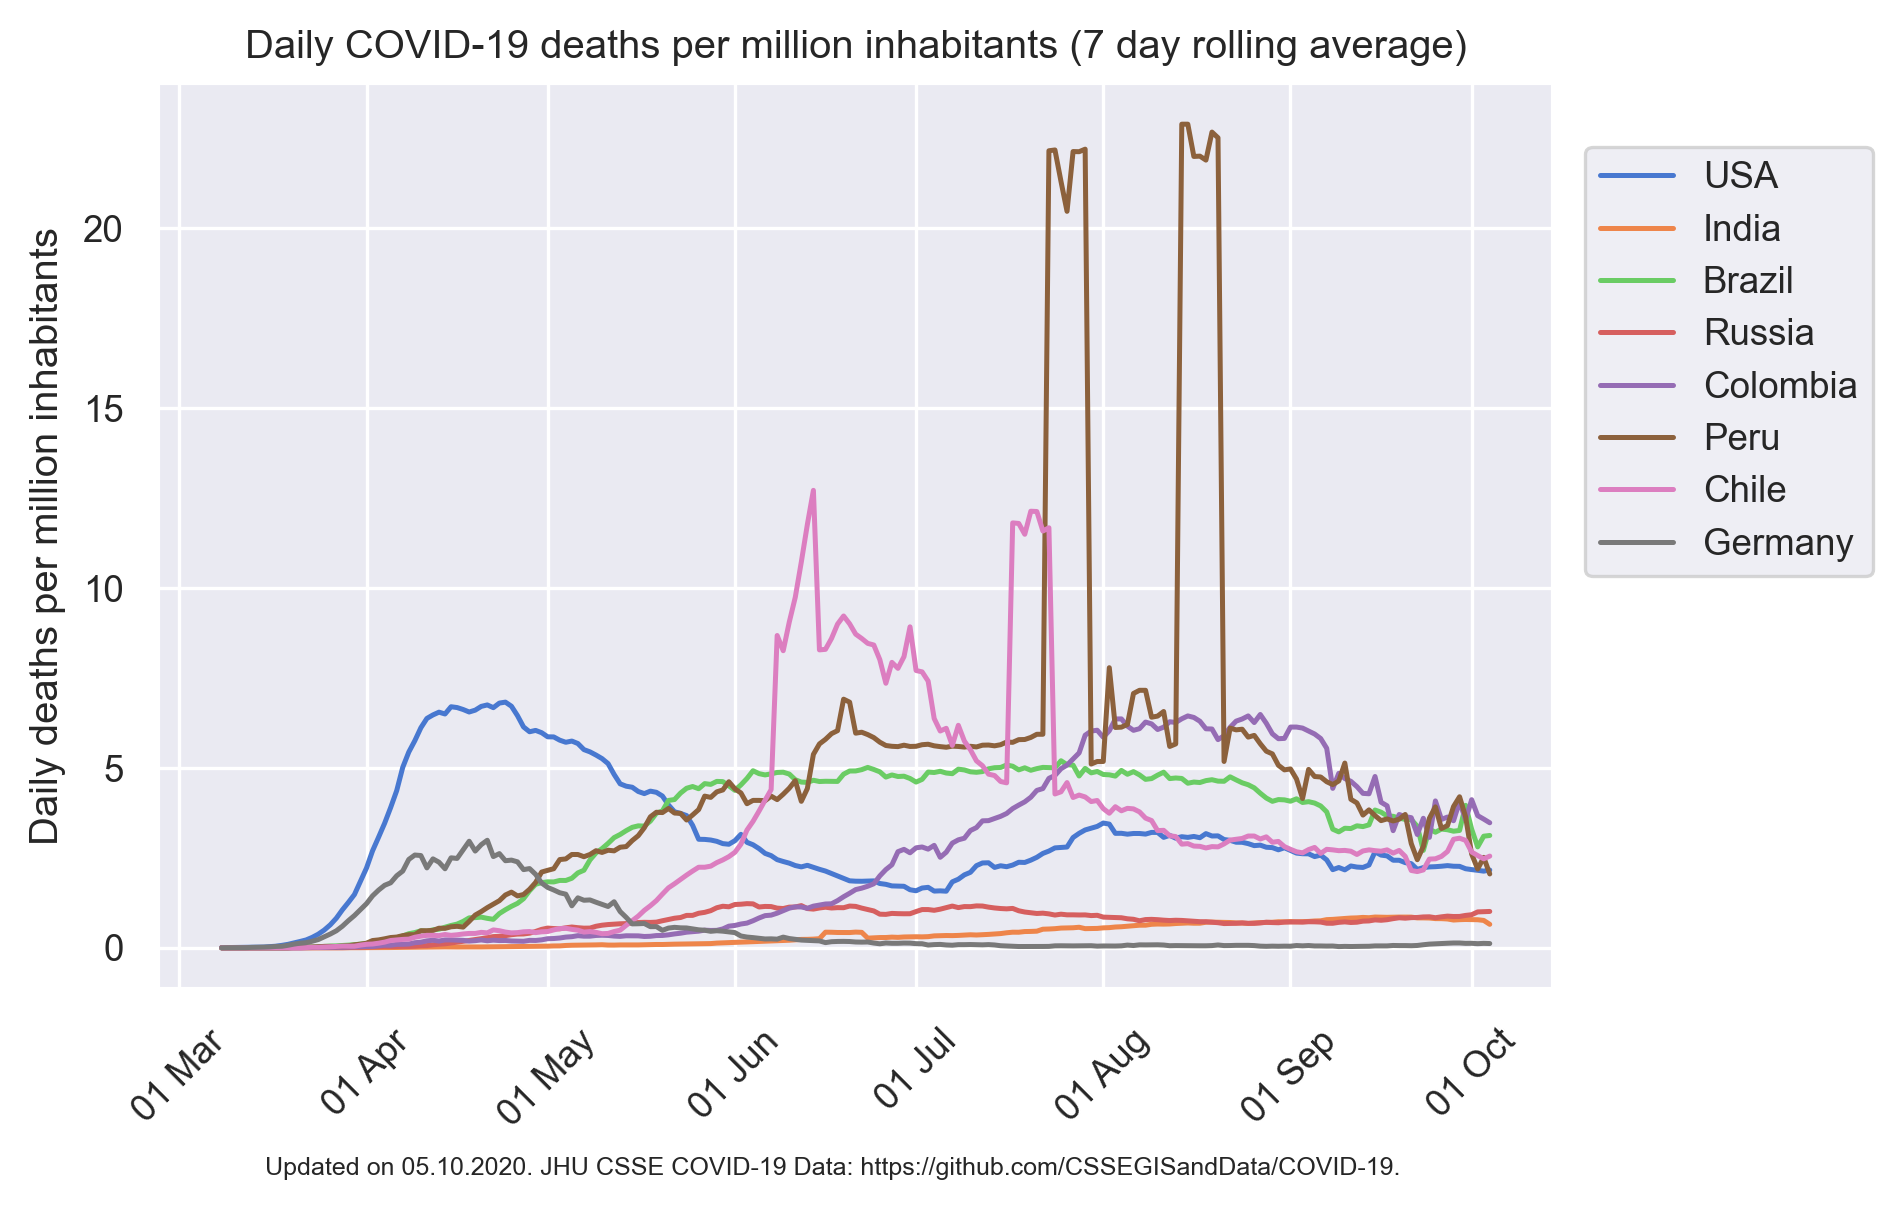 Daily COVID-19 deaths per million inhabitants (7 day rolling average)
Daily deaths per million inhabitants
20
15
10
5
0
01 Mar
01 Apr
01 May
01 Jun
01 Jul
01 Aug
01 Sep
01 Oct
USA
India
Brazil
Russia
Colombia
Peru
Chile
Germany
Updated on 05.10.2020. JHU CSSE COVID-19 Data: https://github.com/CSSEGISandData/COVID-19.